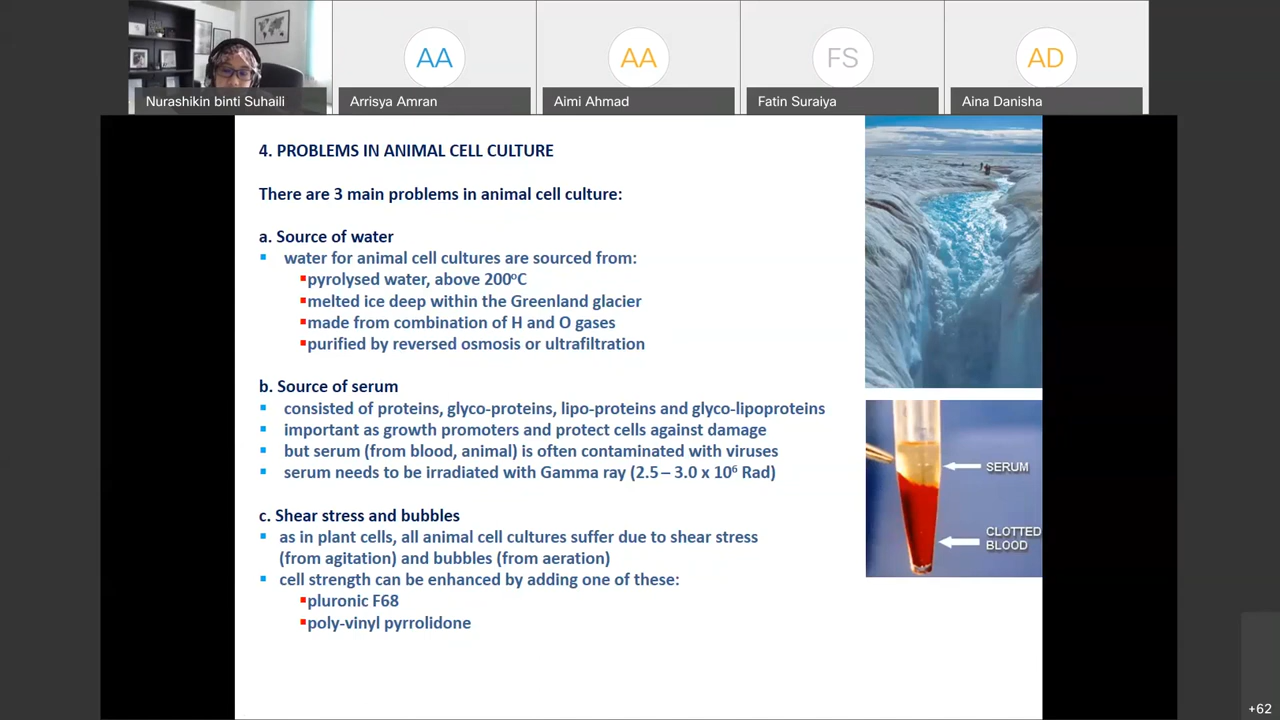 AA
AA
FS
AD
Nurashikin binti Suhaili
Arrisya Amran
Aimi Ahmad
Fatin Suraiya
Aina Danisha
4. PROBLEMS IN ANIMAL CELL CULTURE
There are 3 main problems in animal cell culture:
a. Source of water
▪ water for animal cell cultures are sourced from:
▪pyrolysed water, above 200°C
▪melted ice deep within the Greenland glacier
▪made from combination of H and O gases
▪purified by reversed osmosis or ultrafiltration
b. Source of serum
▪ consisted of proteins, glyco-proteins, lipo-proteins and glyco-lipoproteins
▪ important as growth promoters and protect cells against damage
▪ but serum (from blood, animal) is often contaminated with viruses
▪ serum needs to be irradiated with Gamma ray (2.5 – 3.0 x 10⁶ Rad)
c. Shear stress and bubbles
▪ as in plant cells, all animal cell cultures suffer due to shear stress
(from agitation) and bubbles (from aeration)
▪ cell strength can be enhanced by adding one of these:
▪pluronic F68
▪poly-vinyl pyrrolidone
SERUM
CLOTTED
BLOOD
+62